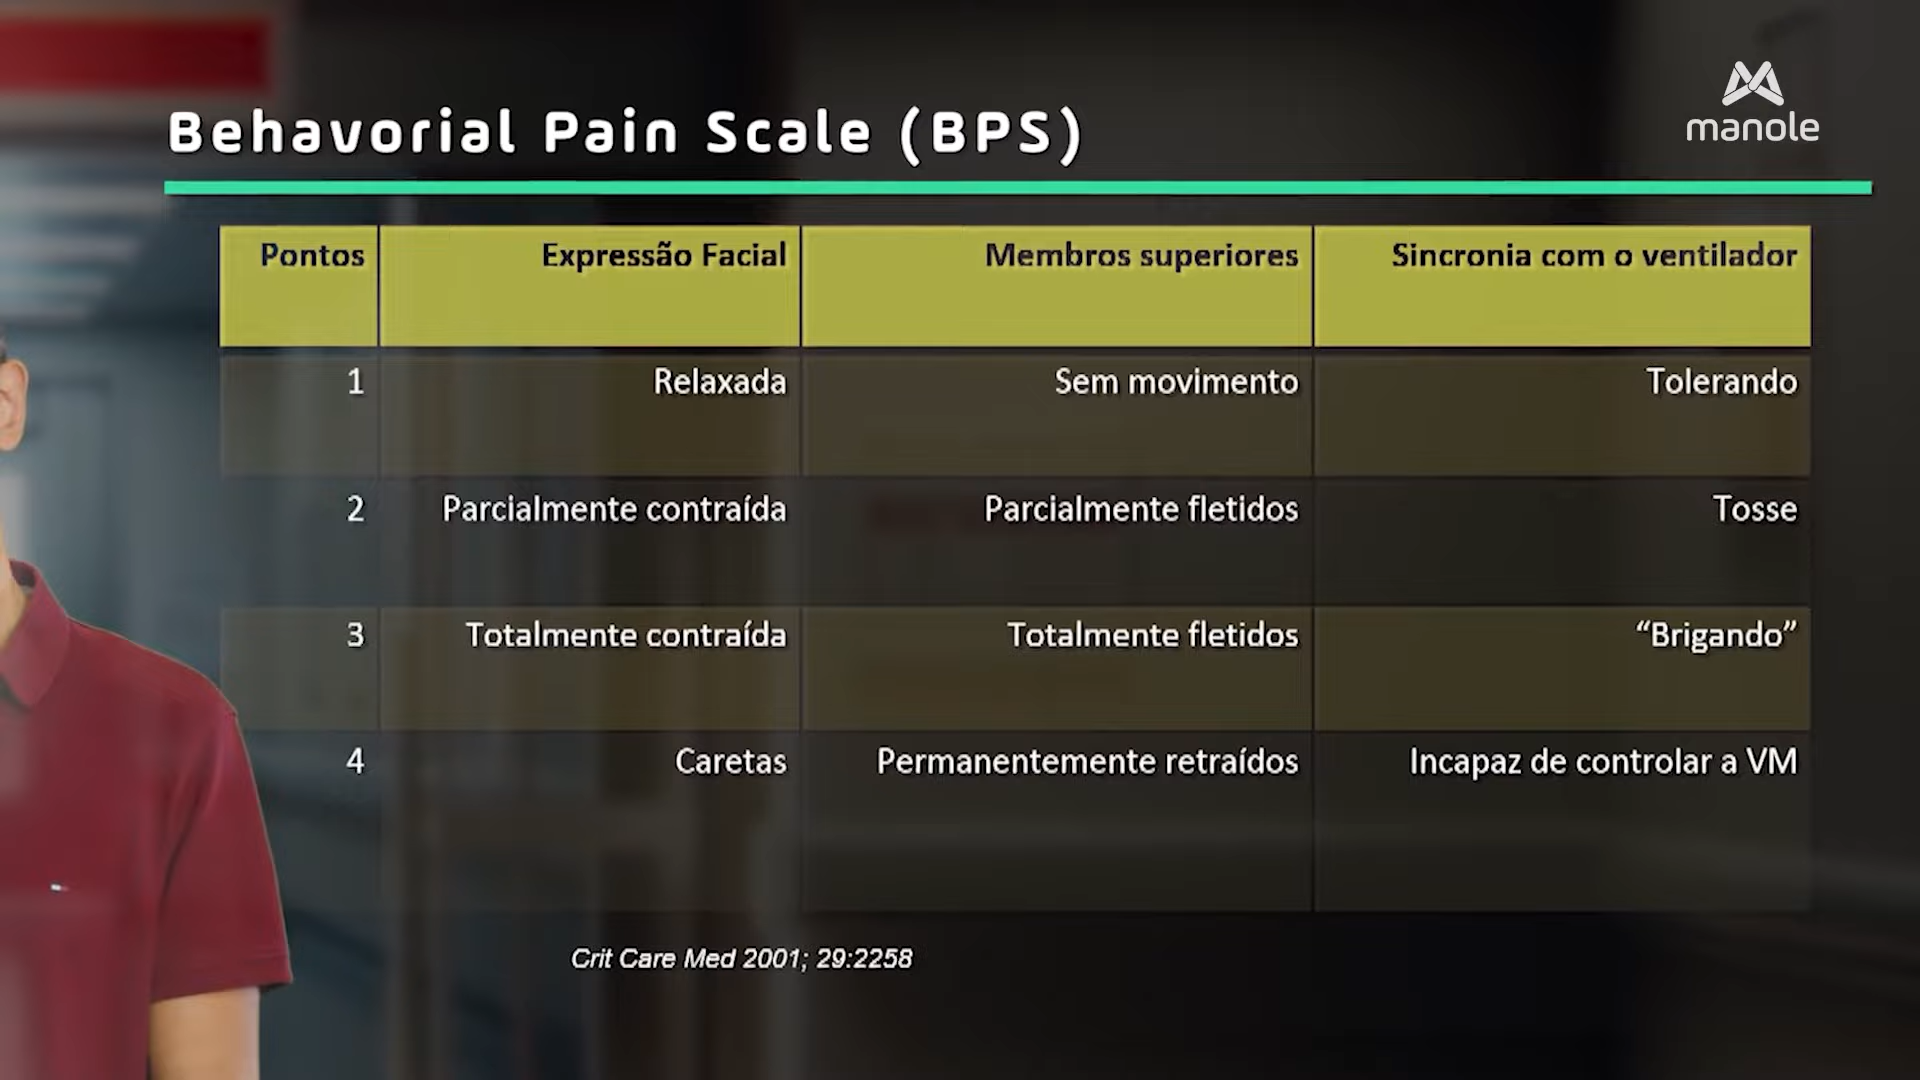 manole
Behavorial Pain Scale (BPS)
Pontos Expressão Facial Membros superiores Sincronia com o ventilador
1 Relaxada Sem movimento Tolerando
2 Parcialmente contraída Parcialmente fletidos Tosse
3 Totalmente contraída Totalmente fletidos “Brigando”
4 Caretas Permanentemente retraídos Incapaz de controlar a VM
Crit Care Med 2001; 29:2258